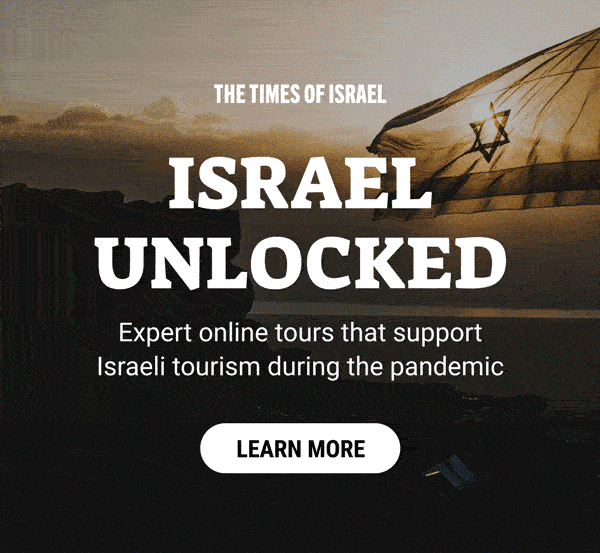 THE TIMES OF ISRAEL
ISRAEL
UNLOCKED
Expert online tours that support
Israeli tourism during the pandemic
LEARN MORE